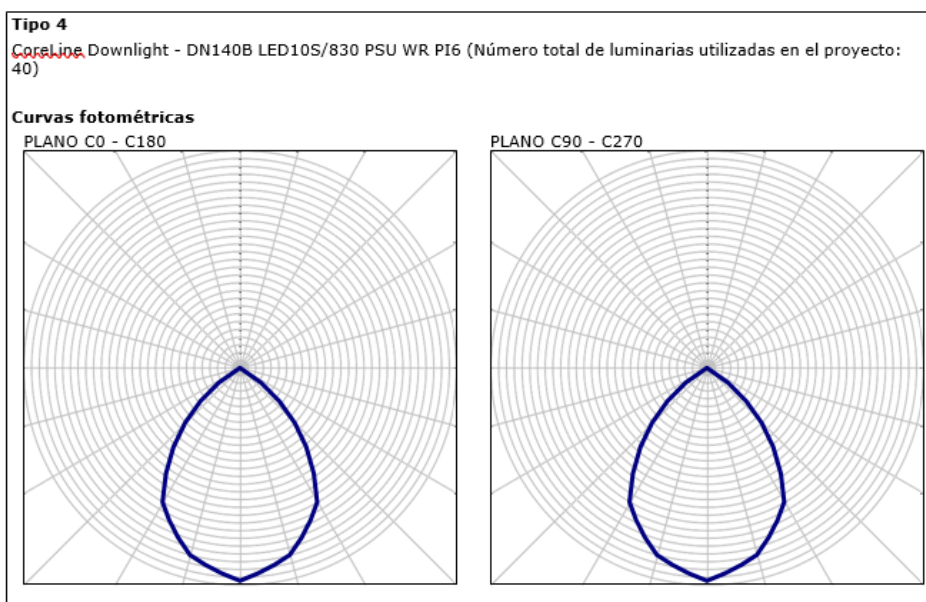 Tipo 4
CoreLine Downlight - DN140B LED10S/830 PSU WR PI6 (Número total de luminarias utilizadas en el proyecto:
40)
Curvas fotométricas
PLANO C0 - C180
PLANO C90 - C270